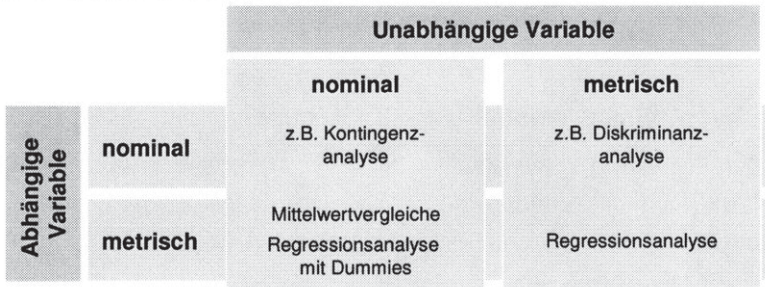 Unabhängige Variable
nominal
metrisch
Abhängige
Variable
nominal
z.B. Kontingenz-
analyse
z.B. Diskriminanz-
analyse
metrisch
Mittelwertvergleiche
Regressionsanalyse
mit Dummies
Regressionsanalyse